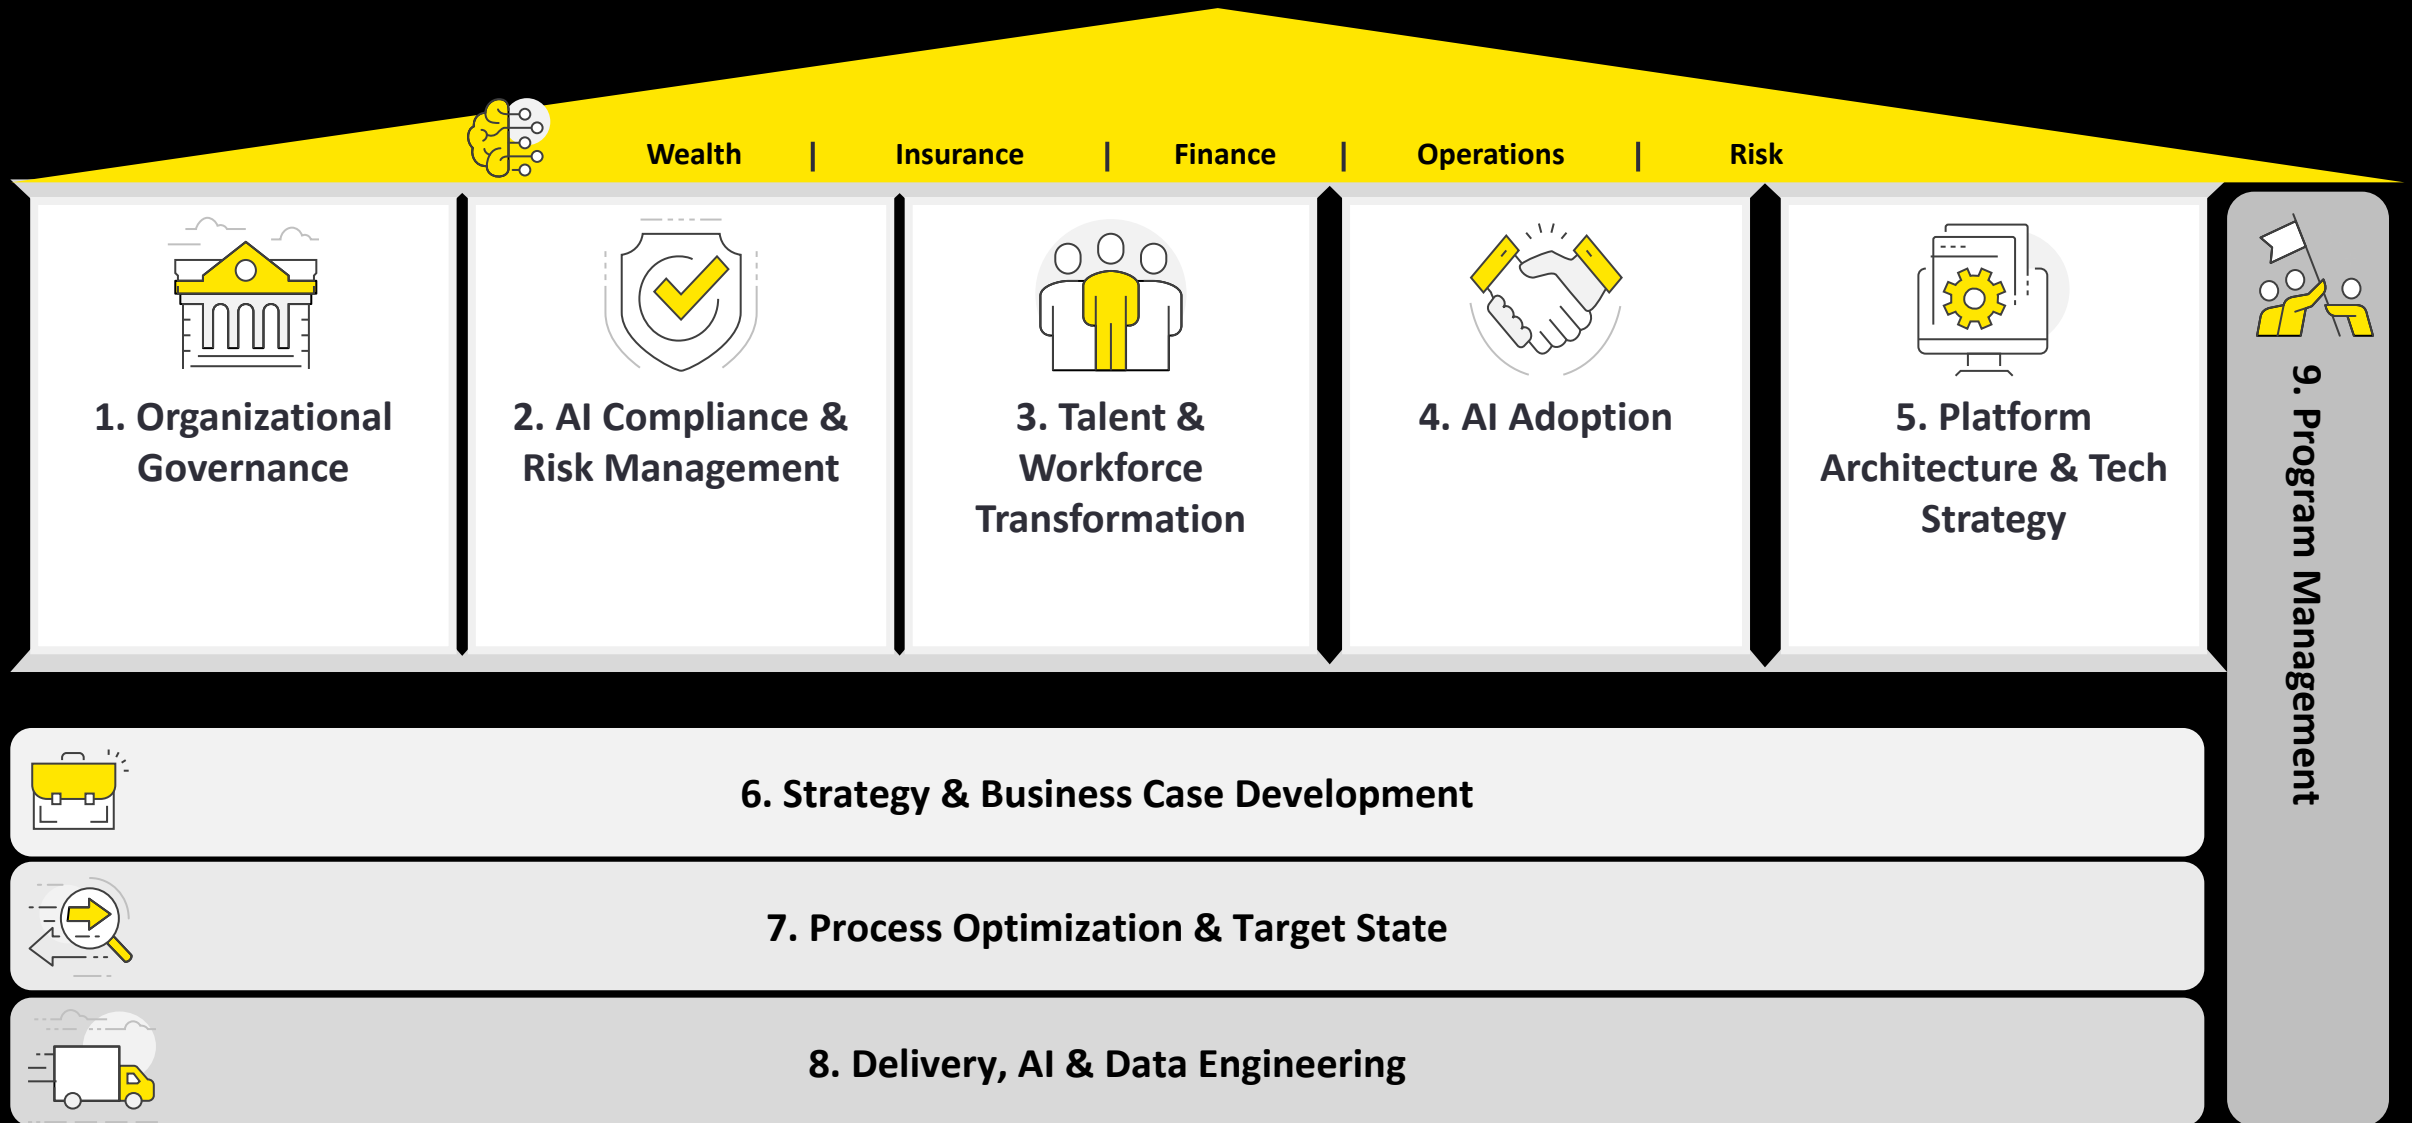 Wealth | Insurance | Finance | Operations | Risk
1. Organizational
Governance
2. AI Compliance &
Risk Management
3. Talent &
Workforce
Transformation
4. AI Adoption
5. Platform
Architecture & Tech
Strategy
9. Program Management
6. Strategy & Business Case Development
7. Process Optimization & Target State
8. Delivery, AI & Data Engineering